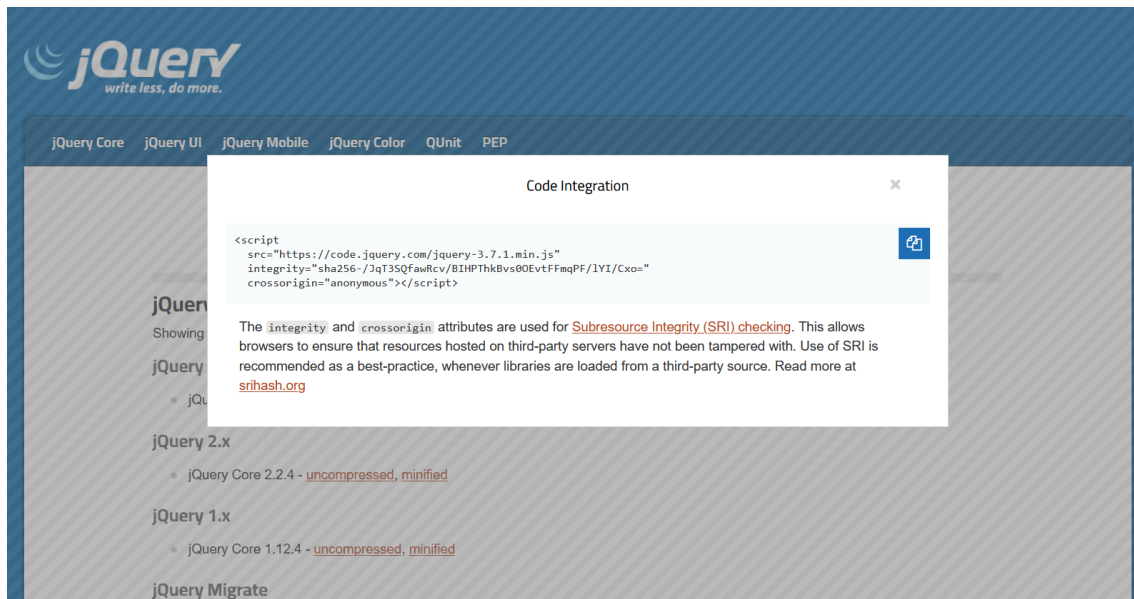 jQuery
write less, do more.
jQuery Core jQuery UI jQuery Mobile jQuery Color QUnit PEP
Code Integration ×
<script
src="https://code.jquery.com/jquery-3.7.1.min.js"
integrity="sha256-/JqT3SQfawRcv/BIHPThkBvs0OEvtFFmqPF/lYI/Cxo="
crossorigin="anonymous"></script>
The integrity and crossorigin attributes are used for Subresource Integrity (SRI) checking. This allows
browsers to ensure that resources hosted on third-party servers have not been tampered with. Use of SRI is
recommended as a best-practice, whenever libraries are loaded from a third-party source. Read more at
srihash.org
Showing
jQuery
jQuery 2.x
jQuery Core 2.2.4 - uncompressed, minified
jQuery 1.x
jQuery Core 1.12.4 - uncompressed, minified
jQuery Migrate